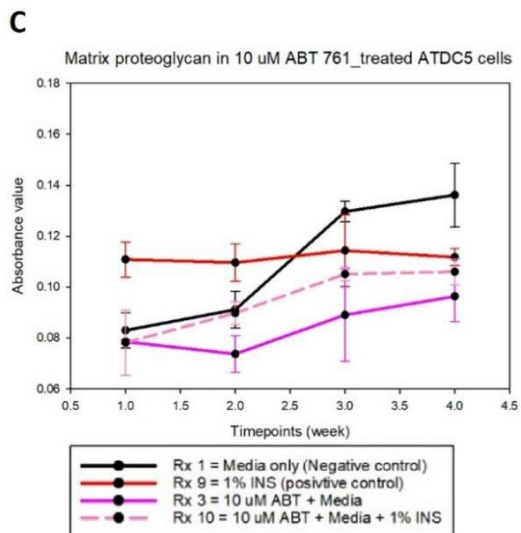 C
Matrix proteoglycan in 10 uM ABT 761_treated ATDC5 cells
0.18
0.16
0.14
0.12
0.10
0.08
0.06
Absorbance value
0.5 1.0 1.5 2.0 2.5 3.0 3.5 4.0 4.5
Timepoints (week)
Rx 1 = Media only (Negative control)
Rx 9 = 1% INS (posivtive control)
Rx 3 = 10 uM ABT + Media
Rx 10 = 10 uM ABT + Media + 1% INS